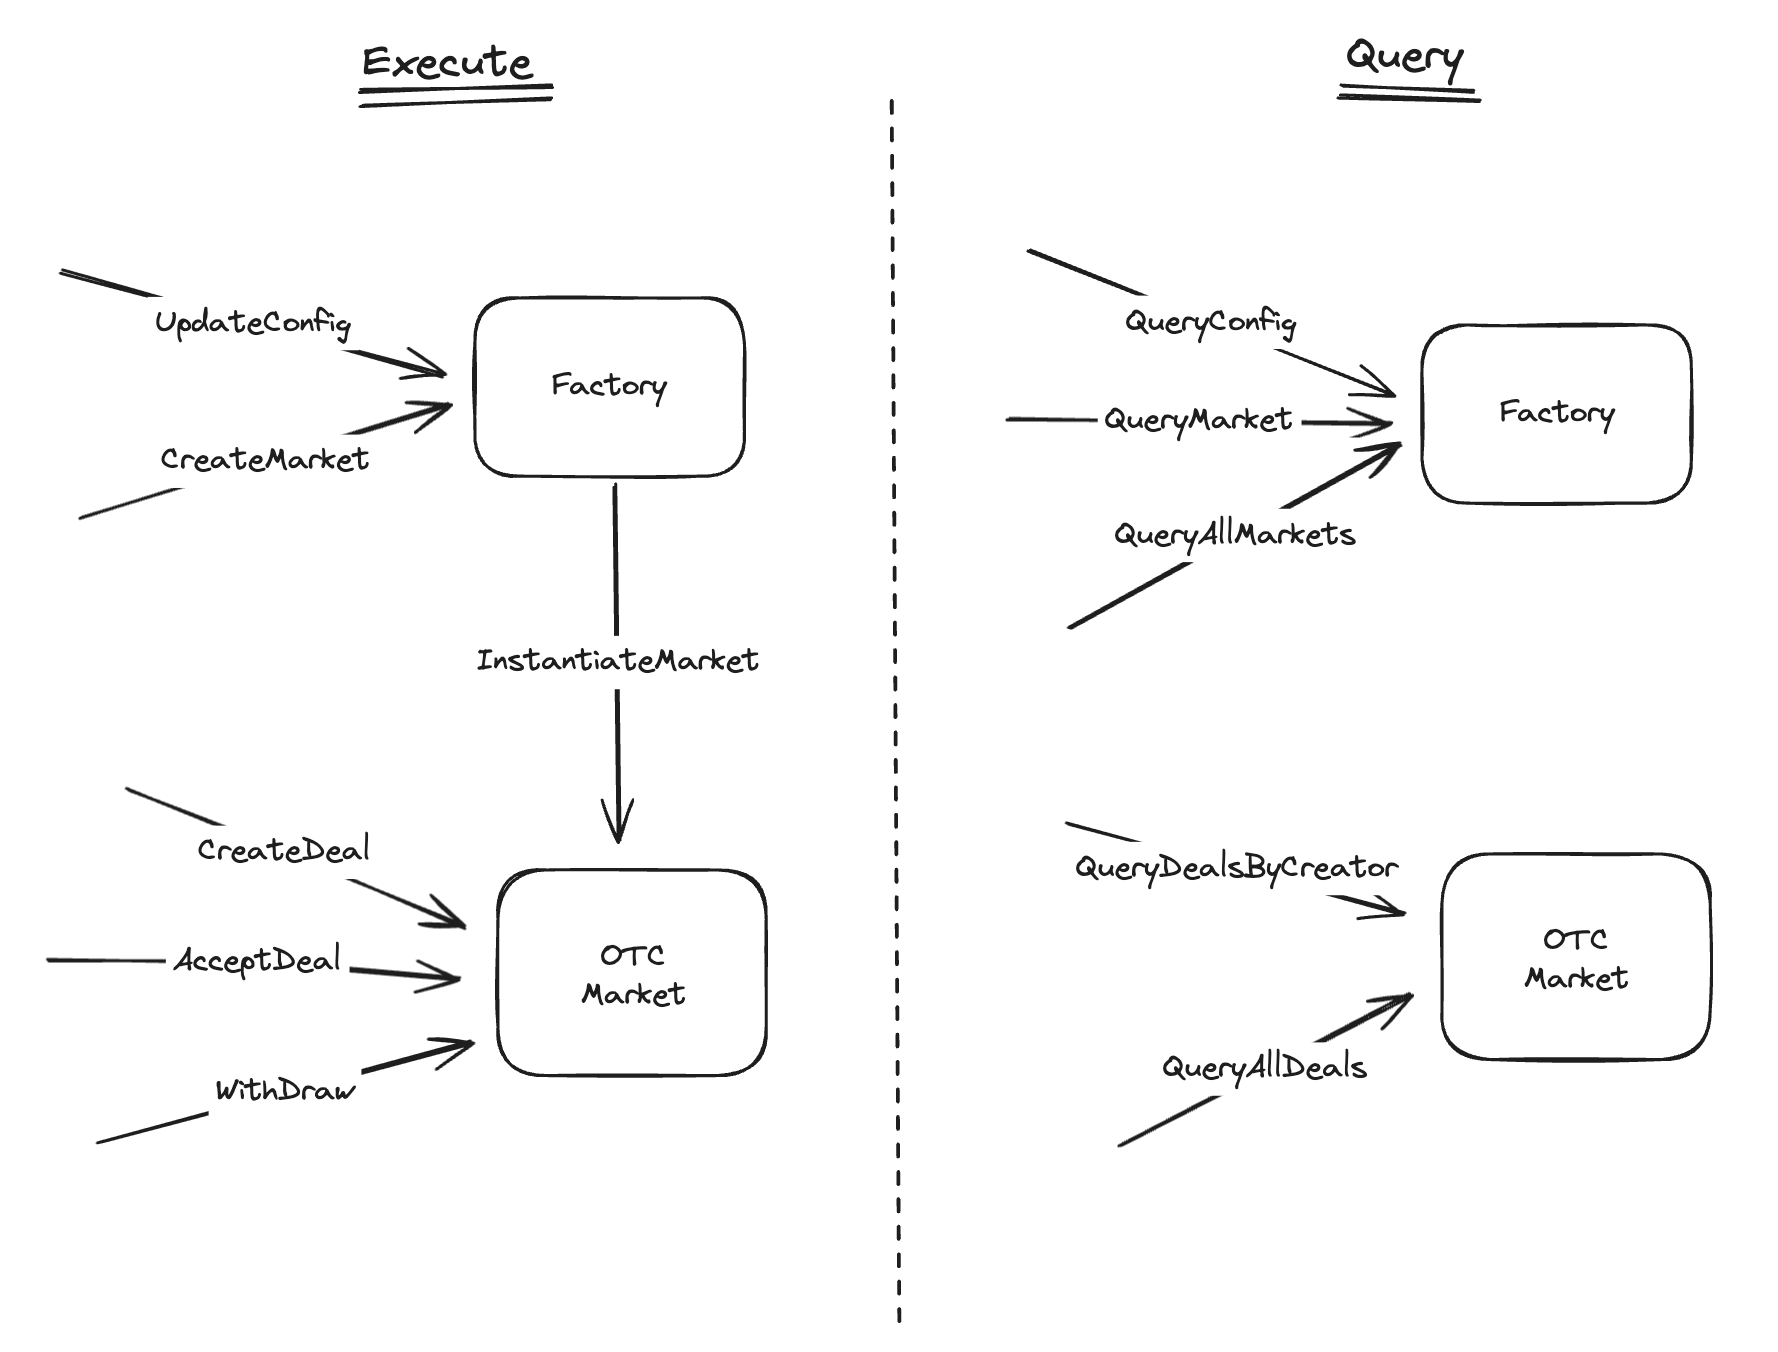 Execute
UpdateConfig
Factory
CreateMarket
InstantiateMarket
CreateDeal
AcceptDeal
OTC
Market
WithDraw
Query
QueryConfig
QueryMarket
Factory
QueryAllMarkets
QueryDealsByCreator
OTC
Market
QueryAllDeals